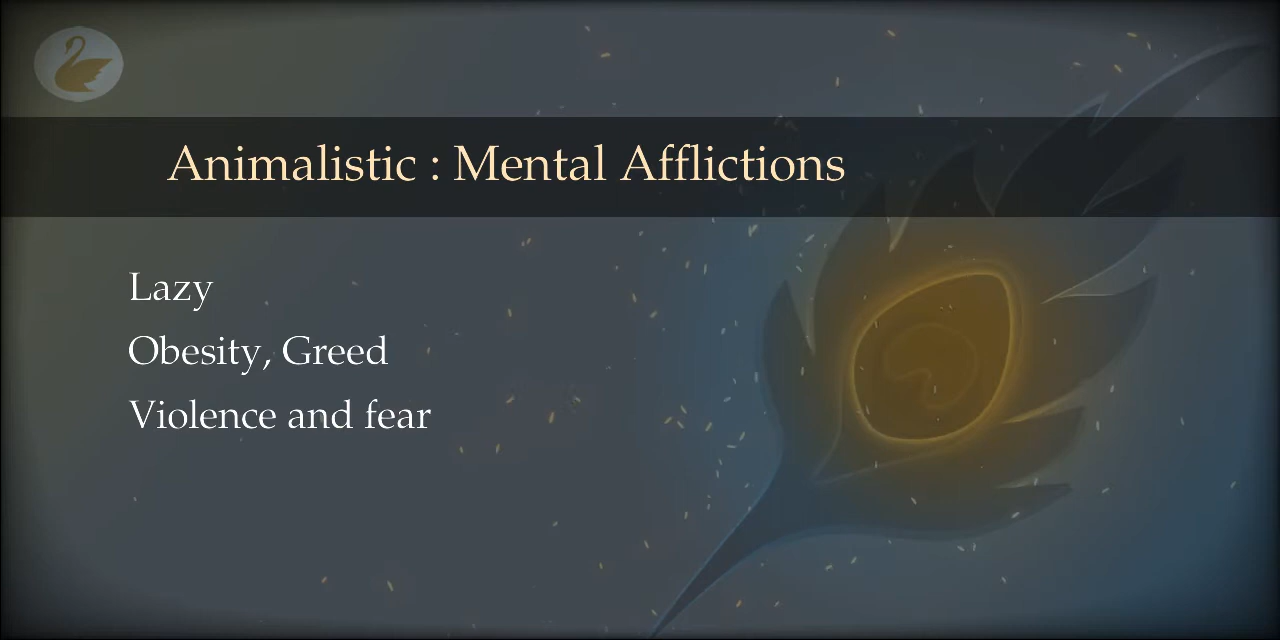 Animalistic : Mental Afflictions
Lazy
Obesity, Greed
Violence and fear